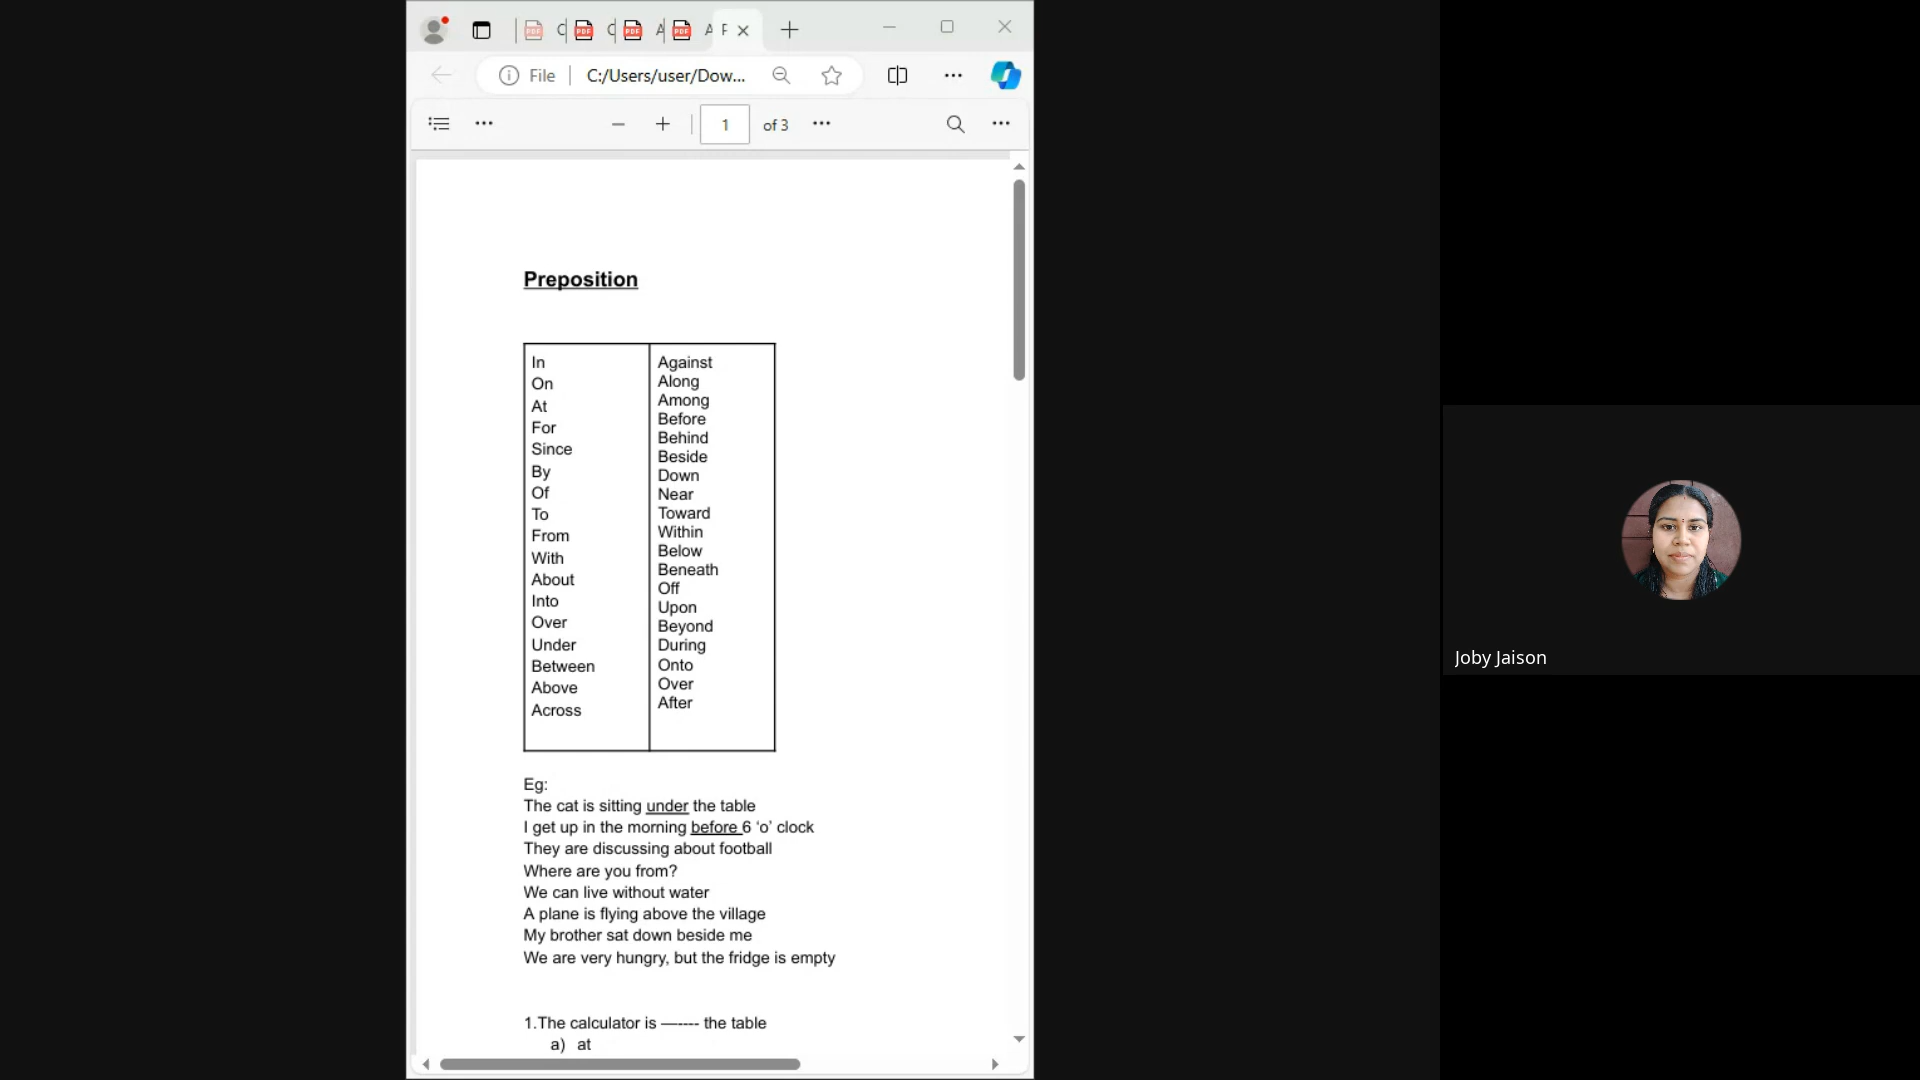 File
C:/Users/user/Dow...
1 of 3
Preposition
In
On
At
For
Since
By
Of
To
From
With
About
Into
Over
Under
Between
Above
Across
Against
Along
Among
Before
Behind
Beside
Down
Near
Toward
Within
Below
Beneath
Off
Upon
Beyond
During
Onto
Over
After
Eg:
The cat is sitting under the table
I get up in the morning before 6 ‘o’ clock
They are discussing about football
Where are you from?
We can live without water
A plane is flying above the village
My brother sat down beside me
We are very hungry, but the fridge is empty
1.The calculator is —---- the table
a) at
Joby Jaison